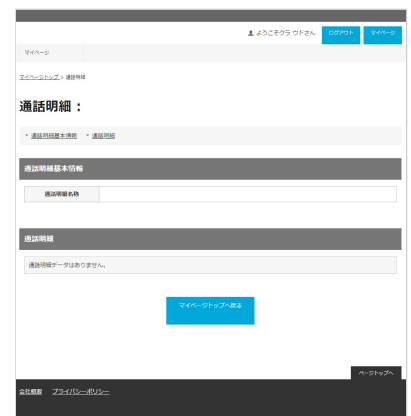 ようこそクラ ウドさん ログアウト マイページ
マイページ
マイページトップ > 通話明細
通話明細：
通話明細基本情報 通話明細
通話明細基本情報
通話明細名称
通話明細
通話明細データはありません。
マイページトップへ戻る
ページトップへ
会社概要 プライバシーポリシー